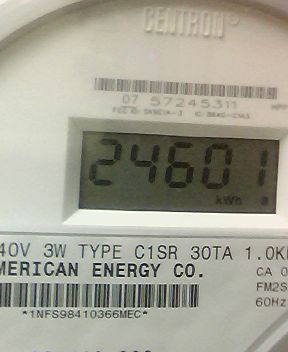 CENTRON®
07 57245311
24601
kWh a
40V 3W TYPE C1SR 30TA 1.0K
MERICAN ENERGY CO.
CA 0
FM2S
60Hz
*1NFS98410366MEC*